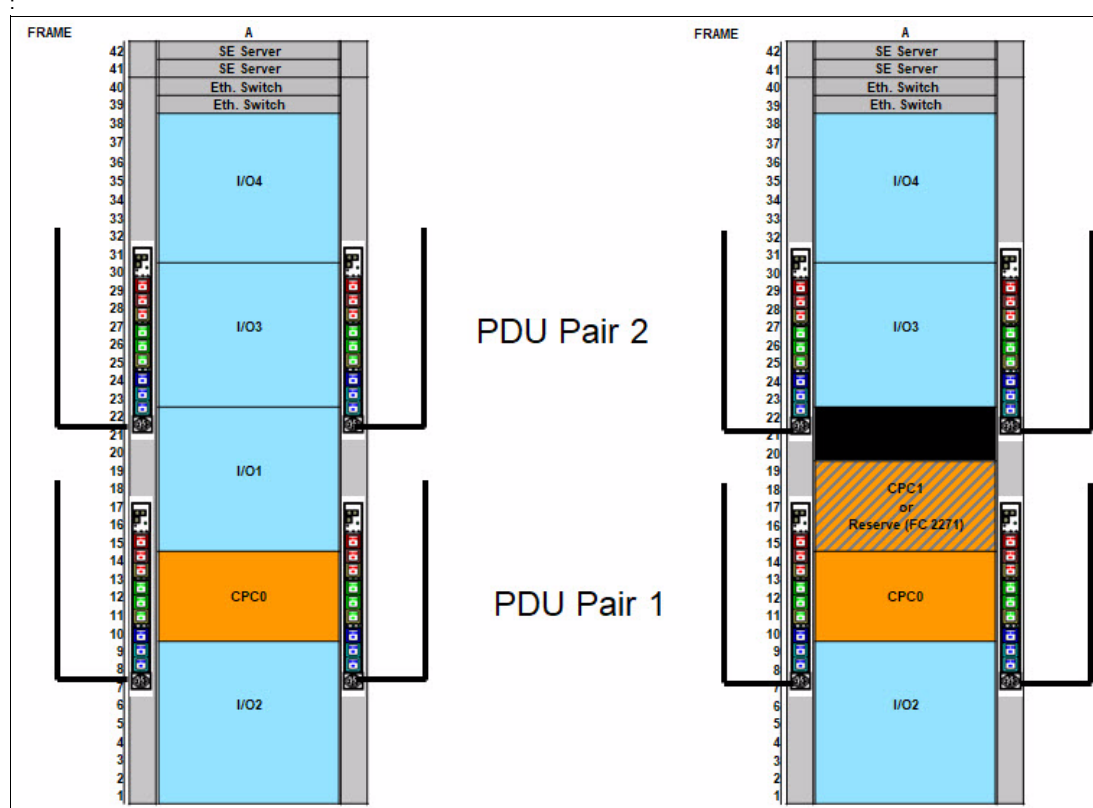 :
FRAME A
42 SE Server
41 SE Server
40 Eth. Switch
39 Eth. Switch
38
37
36
35 I/O4
34
33
32
31
30
29
28
27 I/O3
26
25
24
23
22
21
20
19 I/O1
18
17
16
15
14
13
12 CPC0
11
10
9
8
7
6 I/O2
5
4
3
2
1
PDU Pair 2
PDU Pair 1
FRAME A
42 SE Server
41 SE Server
40 Eth. Switch
39 Eth. Switch
38
37
36
35 I/O4
34
33
32
31
30
29
28
27 I/O3
26
25
24
23
22
21
20
19
18 CPC1
17 or
16 Reserve (FC 2271)
15
14
13
12 CPC0
11
10
9
8
7
6 I/O2
5
4
3
2
1